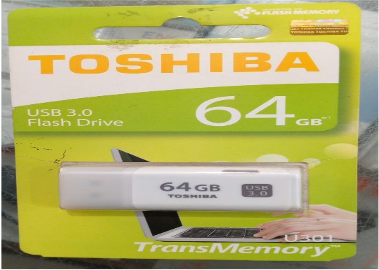 FLASH MEMORY
TOSHIBA
USB 3.0
Flash Drive
64GB
64GB
TOSHIBA
USB
3.0
U301
TransMemory